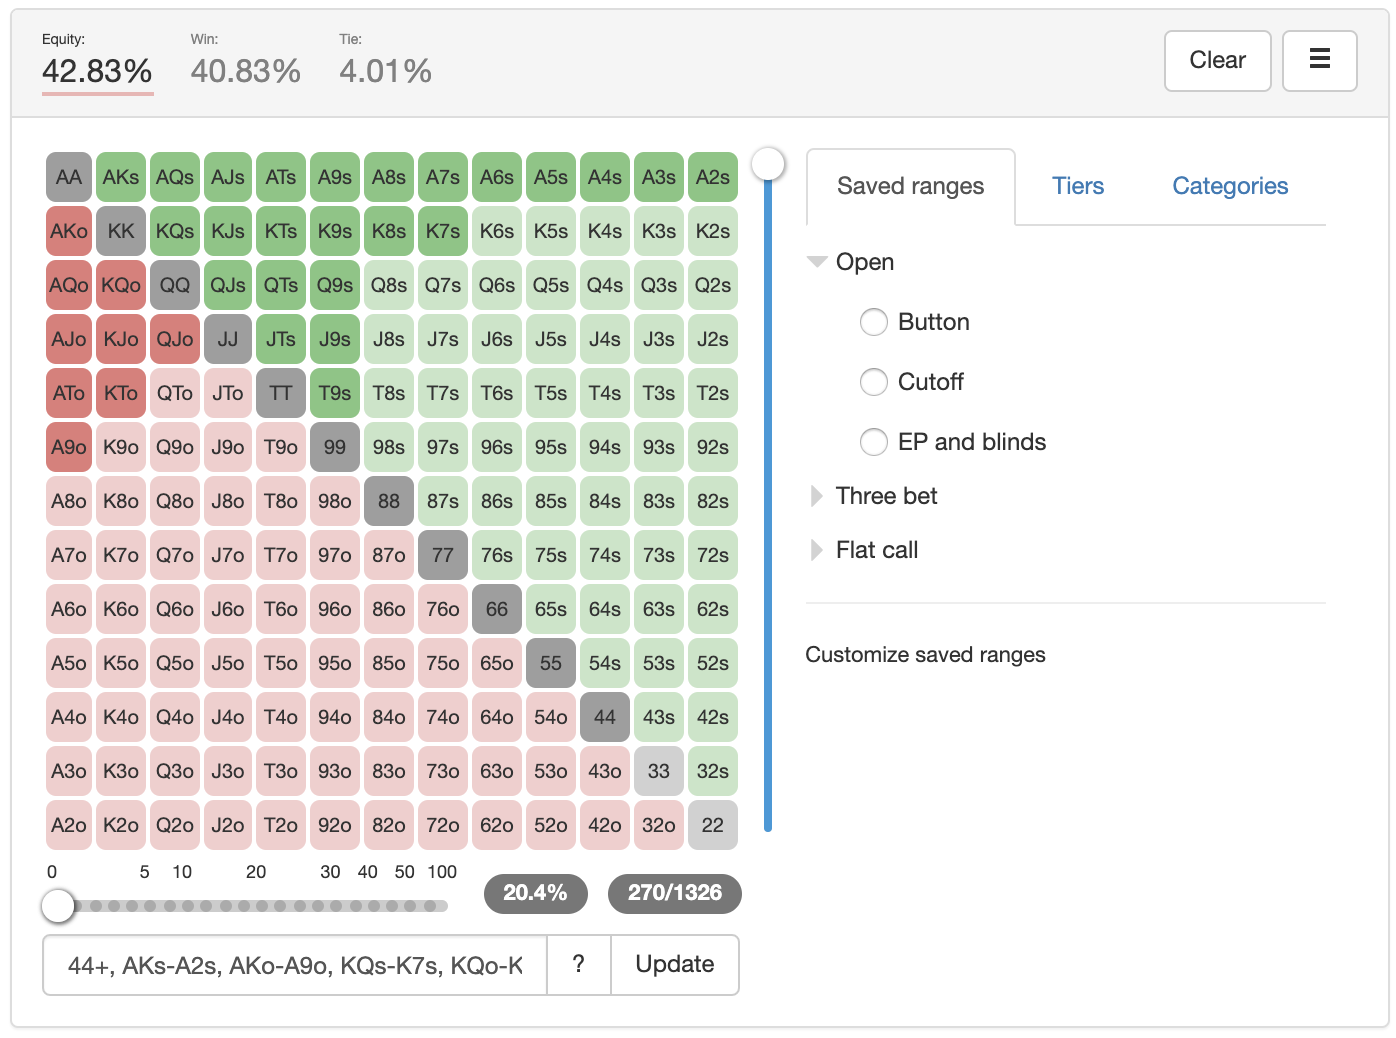 Equity: Win: Tie:
42.83% 40.83% 4.01% Clear
AA AKs AQs AJs ATs A9s A8s A7s A6s A5s A4s A3s A2s
AKo KK KQs KJs KTs K9s K8s K7s K6s K5s K4s K3s K2s
AQo KQo QQ QJs QTs Q9s Q8s Q7s Q6s Q5s Q4s Q3s Q2s
AJo KJo QJo JJ JTs J9s J8s J7s J6s J5s J4s J3s J2s
ATo KTo QTo JTo TT T9s T8s T7s T6s T5s T4s T3s T2s
A9o K9o Q9o J9o T9o 99 98s 97s 96s 95s 94s 93s 92s
A8o K8o Q8o J8o T8o 98o 88 87s 86s 85s 84s 83s 82s
A7o K7o Q7o J7o T7o 97o 87o 77 76s 75s 74s 73s 72s
A6o K6o Q6o J6o T6o 96o 86o 76o 66 65s 64s 63s 62s
A5o K5o Q5o J5o T5o 95o 85o 75o 65o 55 54s 53s 52s
A4o K4o Q4o J4o T4o 94o 84o 74o 64o 54o 44 43s 42s
A3o K3o Q3o J3o T3o 93o 83o 73o 63o 53o 43o 33 32s
A2o K2o Q2o J2o T2o 92o 82o 72o 62o 52o 42o 32o 22
0 5 10 20 30 40 50 100
20.4% 270/1326
44+, AKs-A2s, AKo-A9o, KQs-K7s, KQo-K ? Update
Saved ranges Tiers Categories
Open
Button
Cutoff
EP and blinds
Three bet
Flat call
Customize saved ranges